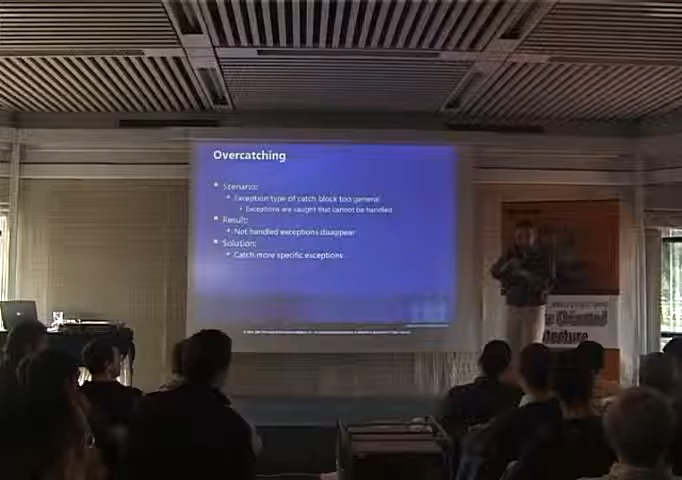 Overcatching
Scenario:
Exception type of catch block too general
Exceptions are caught that cannot be handled
Result:
Not handled exceptions disappear
Solution:
Catch more specific exceptions
Oriented